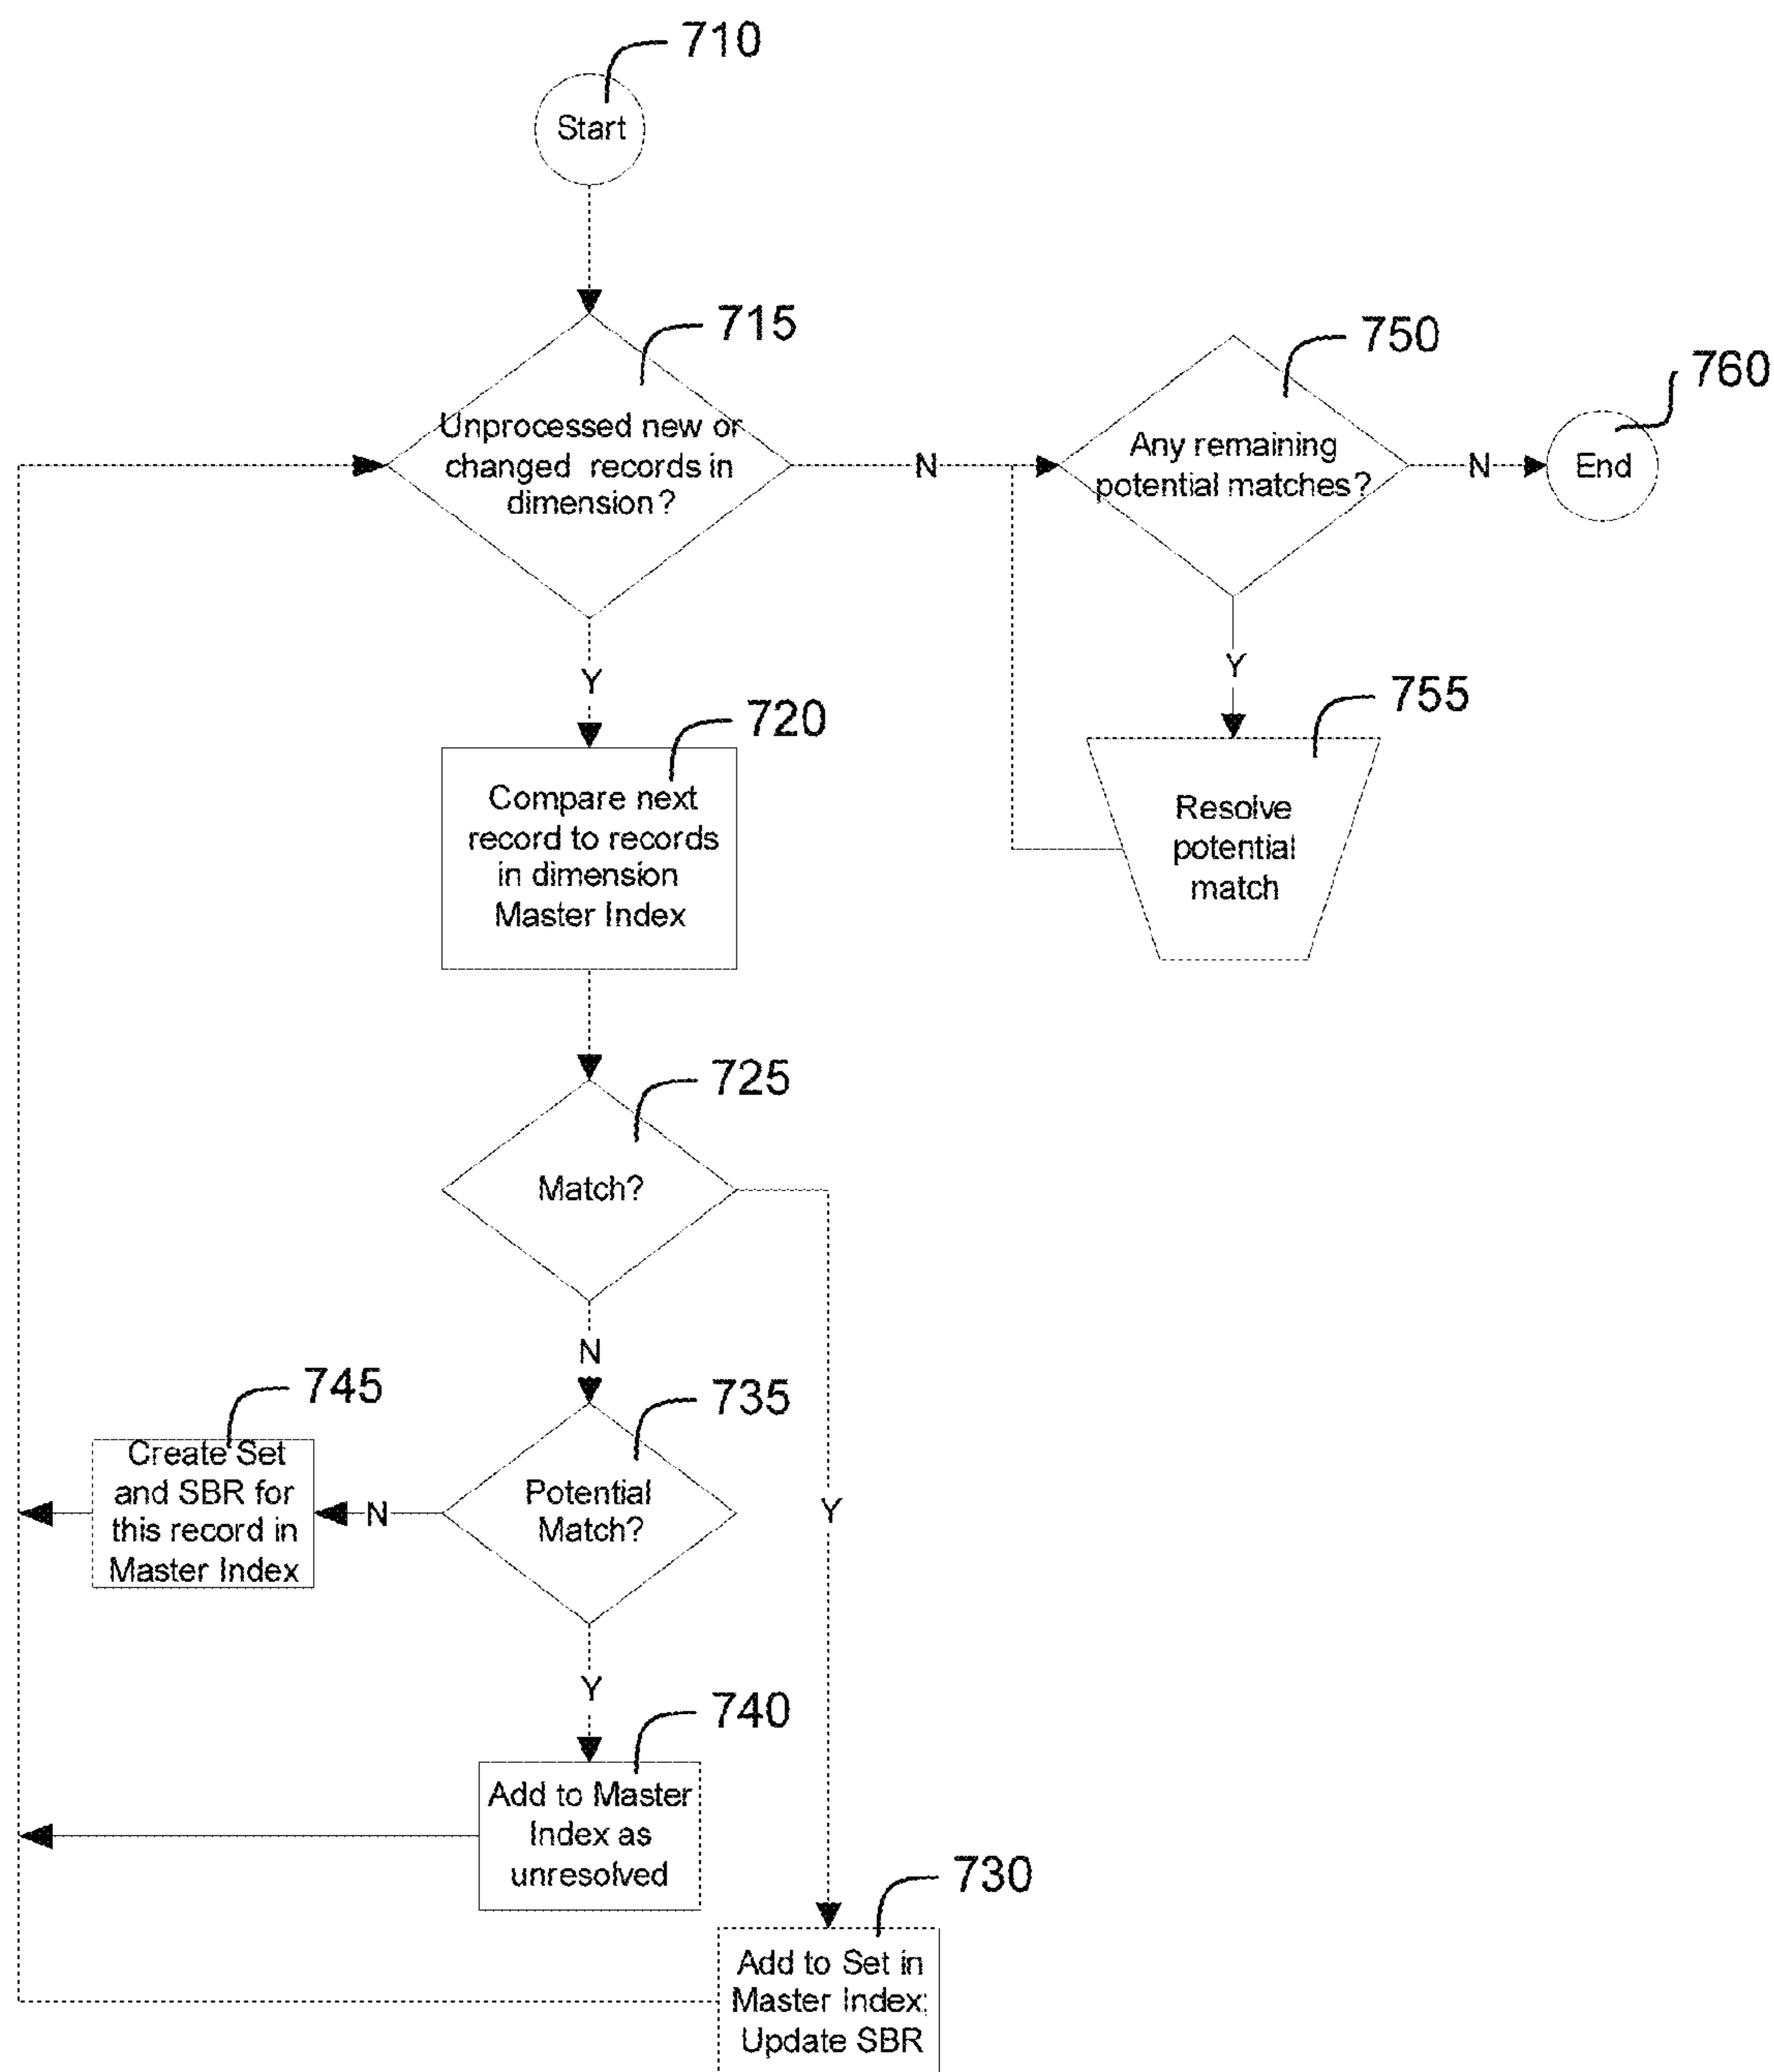 710
Start
715
Unprocessed new or
changed records in
dimension?
N
750
Any remaining
potential matches?
N
760
End
Y
Y
755
Resolve
potential
match
720
Compare next
record to records
in dimension
Master Index
725
Match?
Y
N
735
Potential
Match?
N
745
Create Set
and SBR for
this record in
Master Index
Y
740
Add to Master
Index as
unresolved
730
Add to Set in
Master Index;
Update SBR